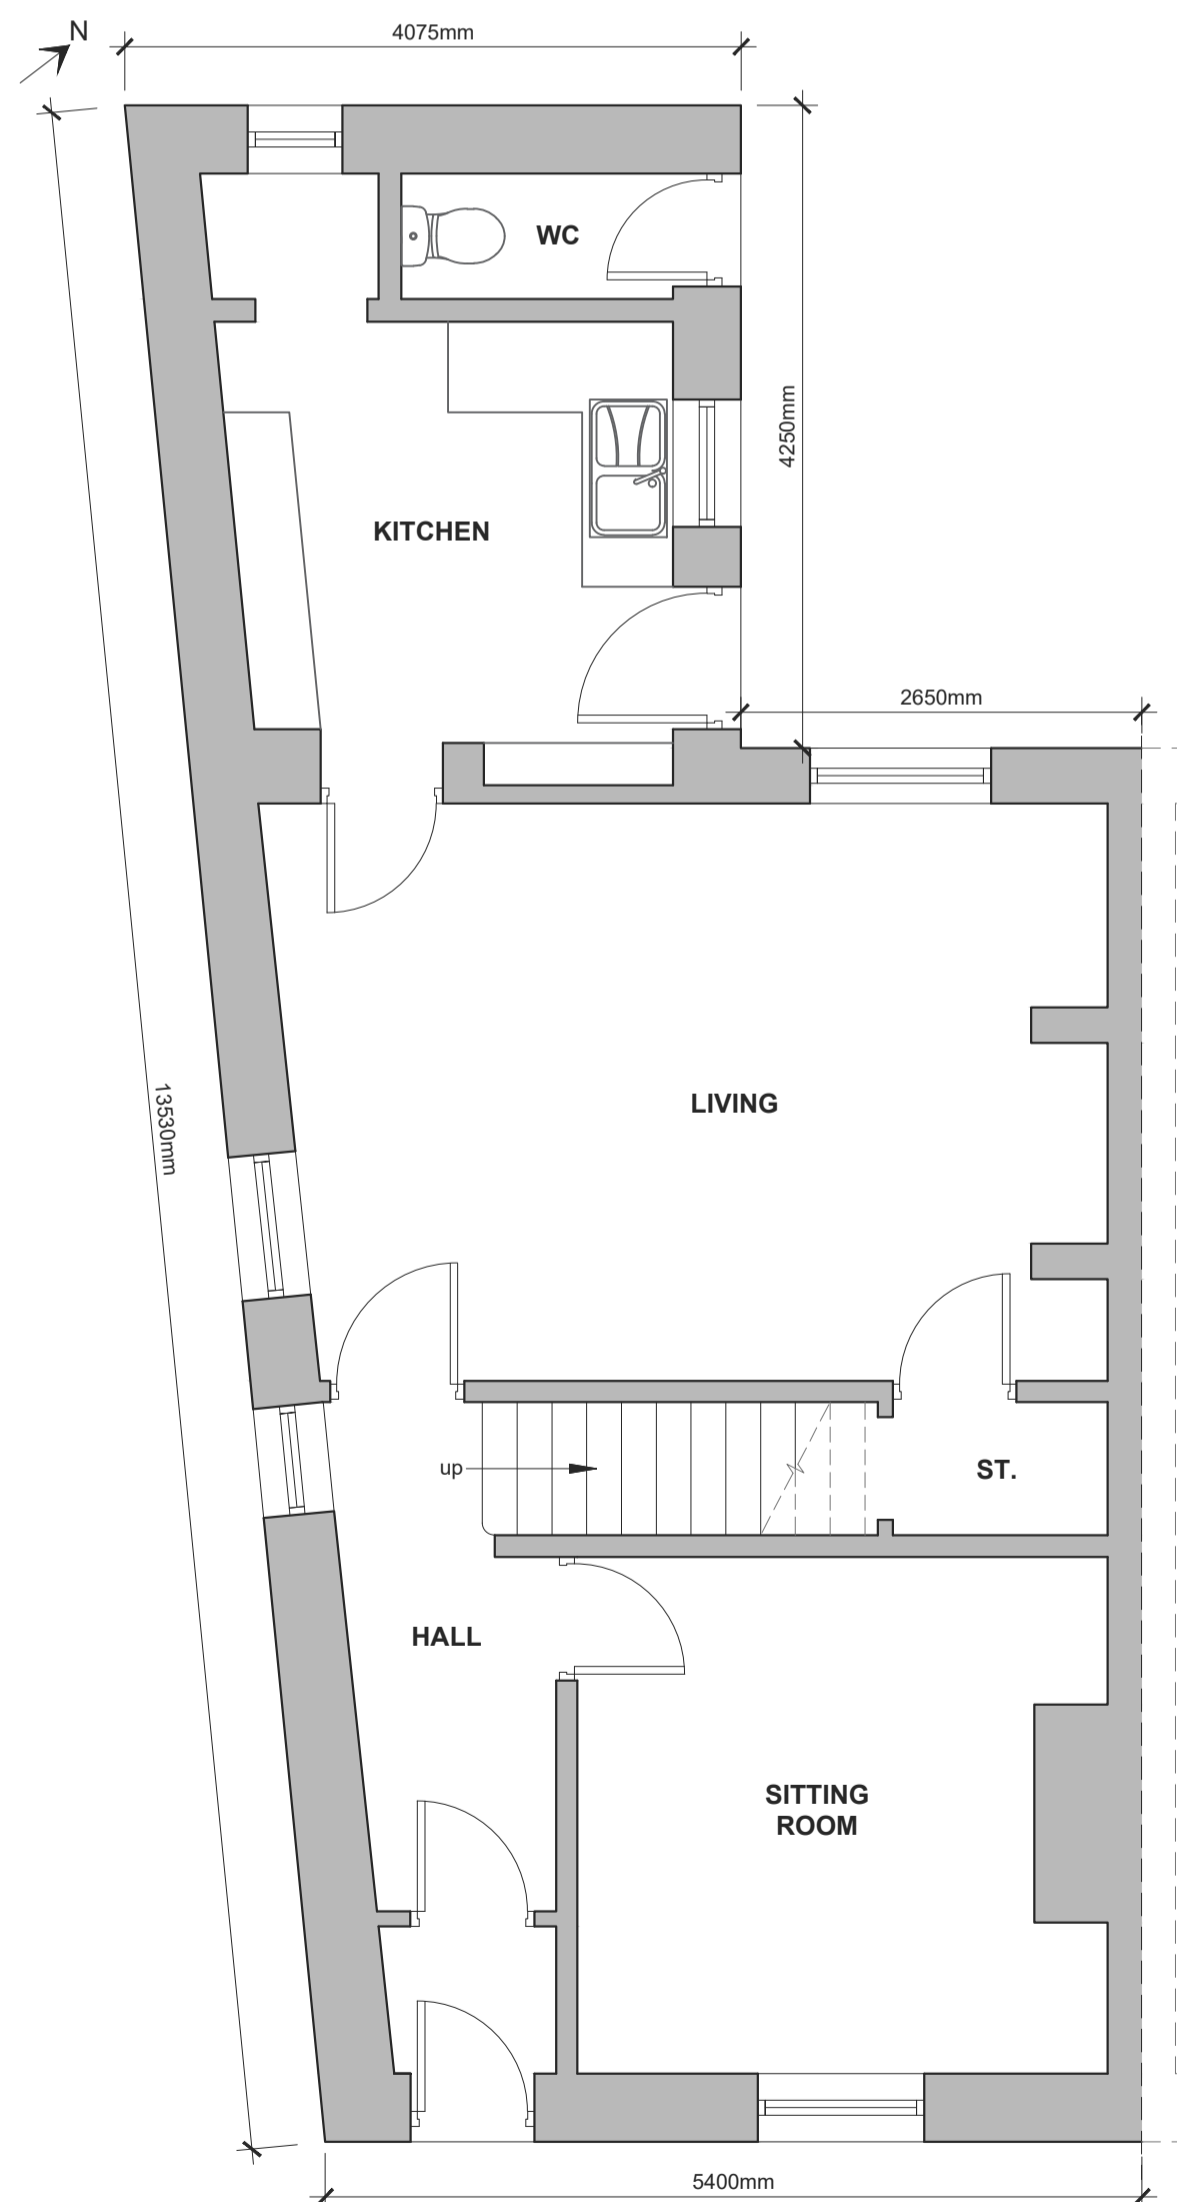 N
4075mm
WC
4250mm
KITCHEN
2650mm
LIVING
13530mm
up
ST.
HALL
SITTING
ROOM
5400mm